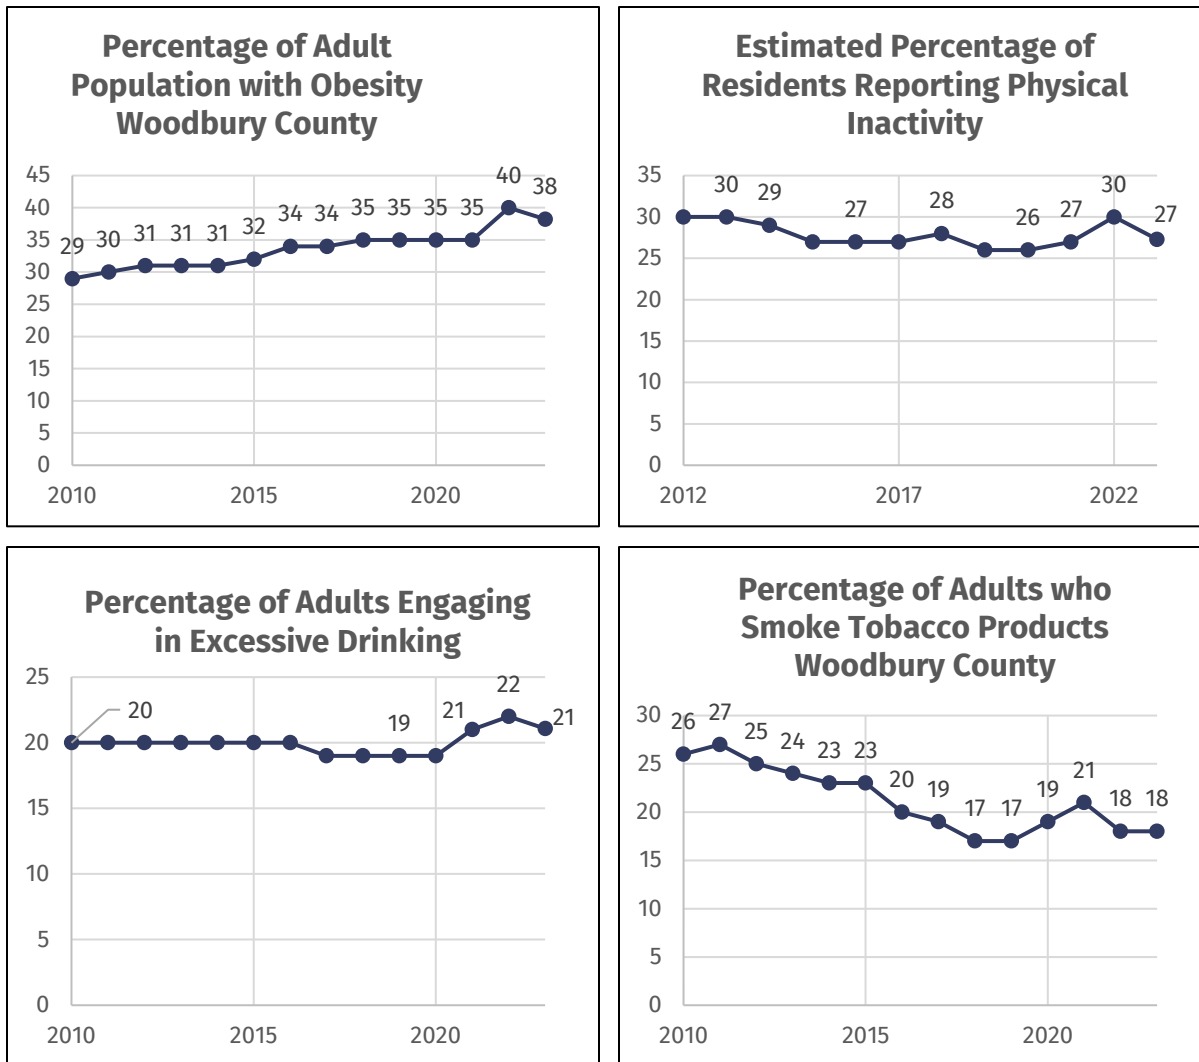 Percentage of Adult
Population with Obesity
Woodbury County
45
40
35
30
25
20
15
10
5
0
29 30 31 31 31 32 34 34 35 35 35 35 40 38
2010 2015 2020
Estimated Percentage of
Residents Reporting Physical
Inactivity
35
30
25
20
15
10
5
0
30 29 27 28 26 27 30 27
2012 2017 2022
Percentage of Adults Engaging
in Excessive Drinking
25
20
15
10
5
0
20 19 21 22 21
2010 2015 2020
Percentage of Adults who
Smoke Tobacco Products
Woodbury County
30
25
20
15
10
5
0
26 27 25 24 23 23 20 19 17 17 19 21 18 18
2010 2015 2020